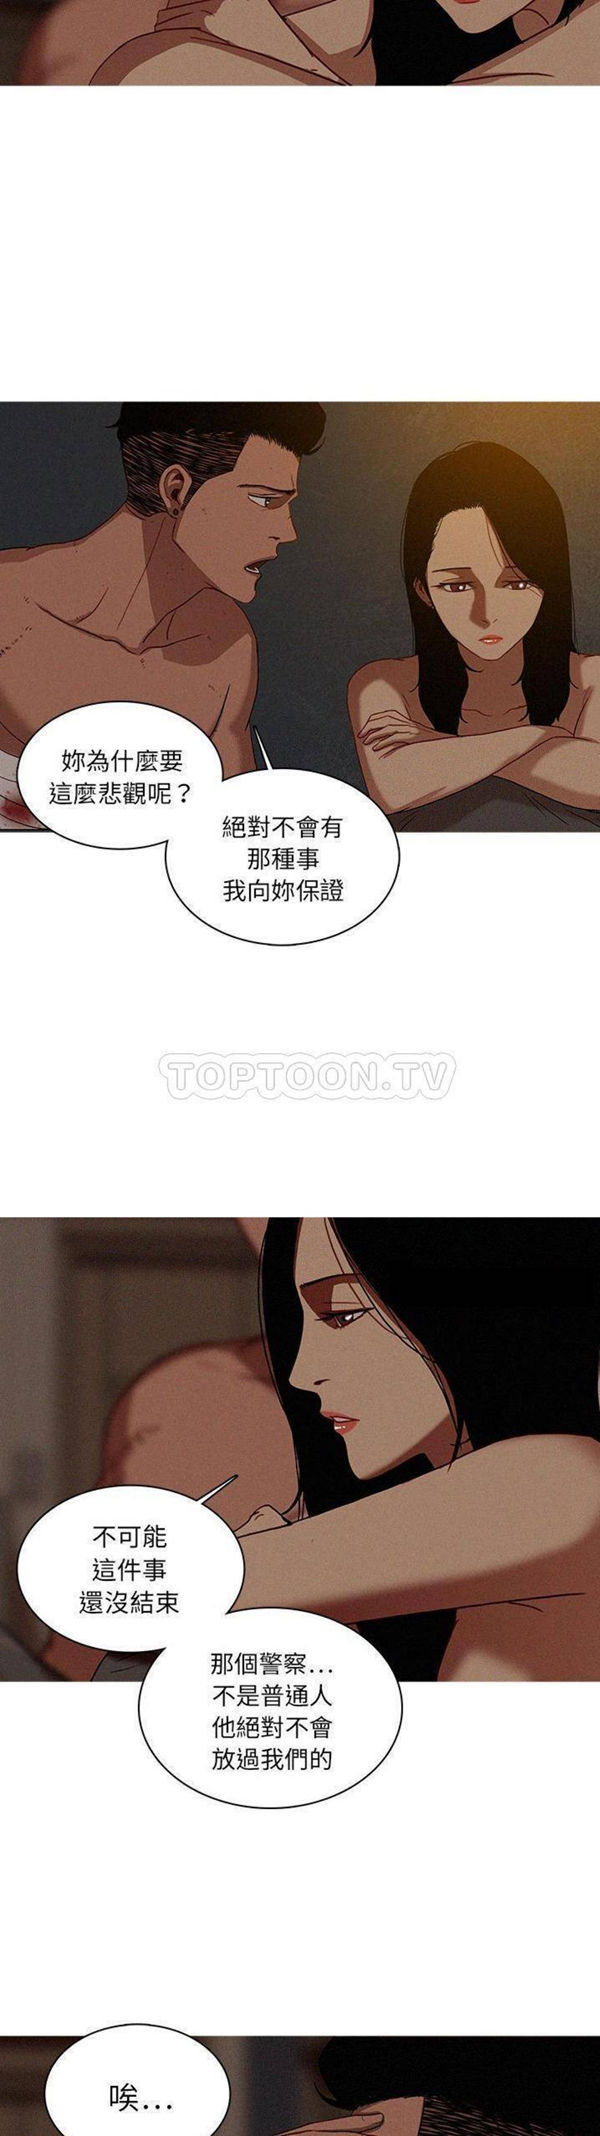 妳為什麼要
這麼悲觀呢？
絕對不會有
那種事
我向妳保證
TOPTOON.TV
不可能
這件事
還沒結束
那個警察...
不是普通人
他絕對不會
放過我們的
唉...